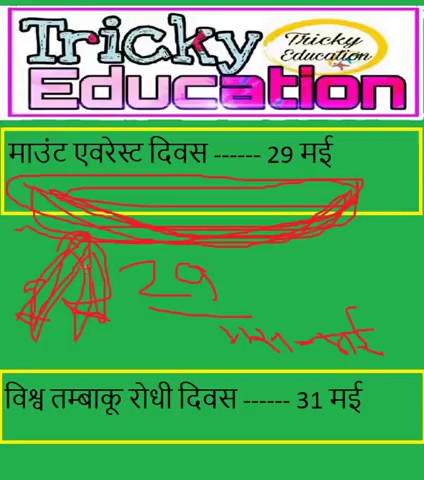 Tricky
Education
Tricky
Education
माउंट एवरेस्ट दिवस ------ 29 मई
29
विश्व तम्बाकू रोधी दिवस ------ 31 मई